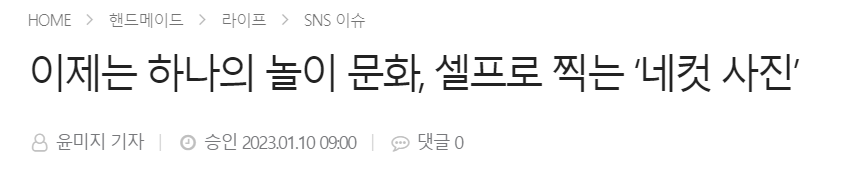 HOME > 핸드메이드 > 라이프 > SNS 이슈
이제는 하나의 놀이 문화, 셀프로 찍는 ‘네컷 사진’
윤미지 기자 | 승인 2023.01.10 09:00 | 댓글 0